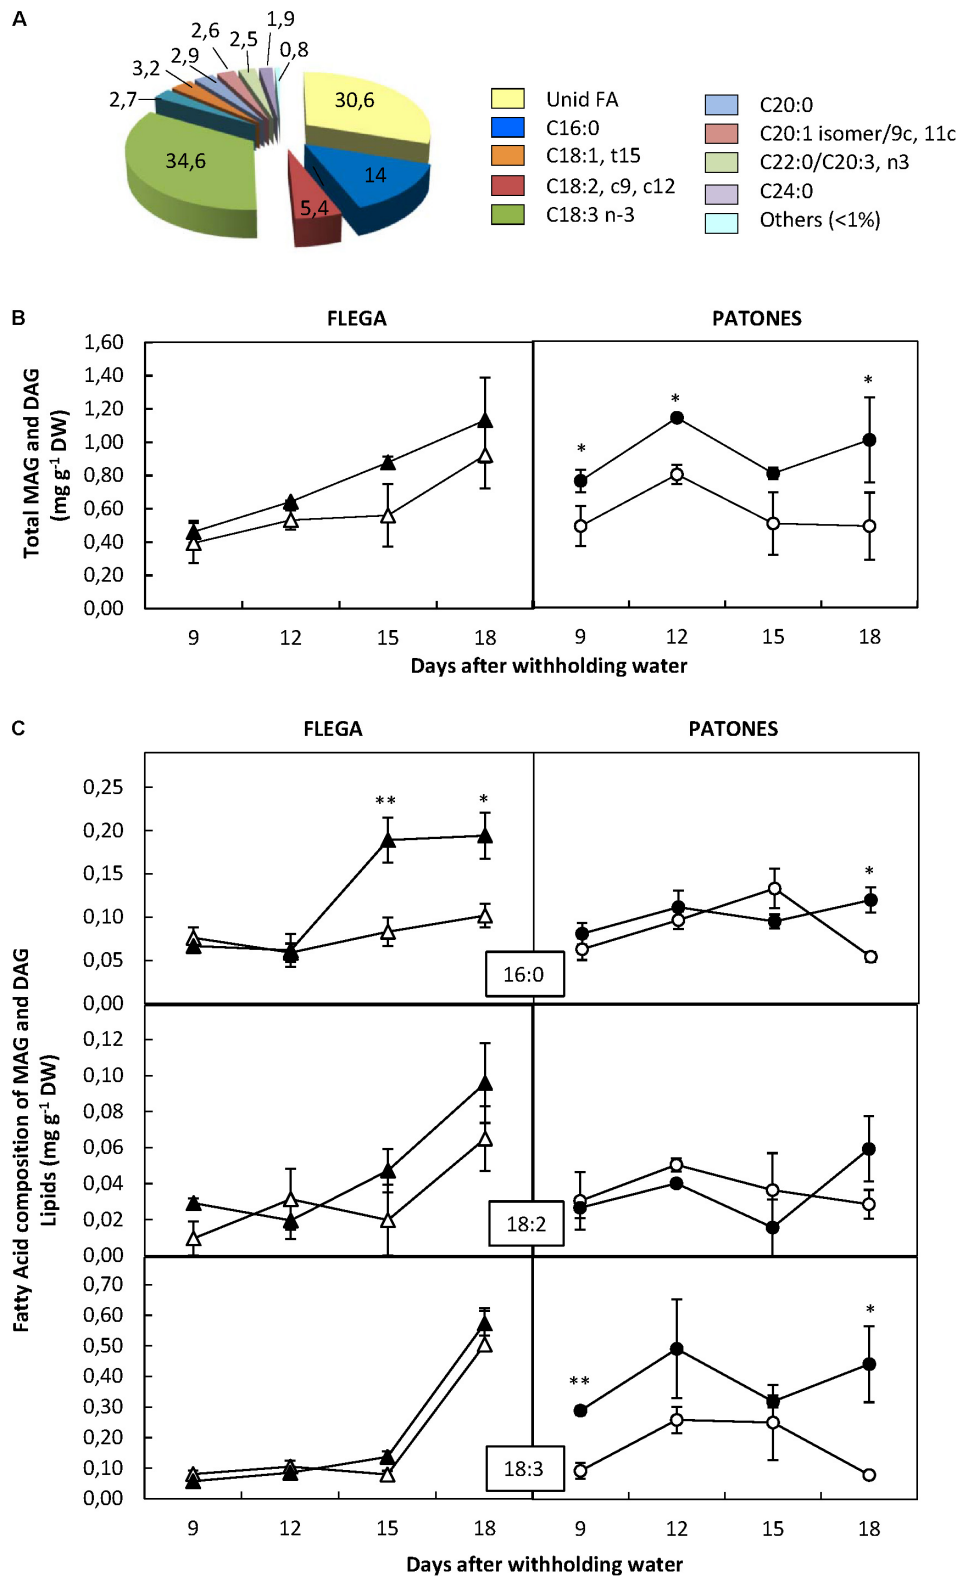 A
2,7
3,2
2,9
2,6
2,5
1,9
0,8
30,6
14
5,4
34,6
Unid FA
C16:0
C18:1, t15
C18:2, c9, c12
C18:3 n-3
C20:0
C20:1 isomer/9c, 11c
C22:0/C20:3, n3
C24:0
Others (<1%)
B
FLEGA
PATONES
Total MAG and DAG
(mg g-1 DW)
1,60
1,40
1,20
1,00
0,80
0,60
0,40
0,20
0,00
*
*
*
9 12 15 18 9 12 15 18
Days after withholding water
C
FLEGA
PATONES
Fatty Acid composition of MAG and DAG
Lipids (mg g-1 DW)
0,25
0,20
0,15
0,10
0,05
0,00
**
*
*
16:0
0,12
0,10
0,08
0,06
0,04
0,02
0,00
18:2
0,70
0,60
0,50
0,40
0,30
0,20
0,10
0,00
**
*
18:3
9 12 15 18 9 12 15 18
Days after withholding water